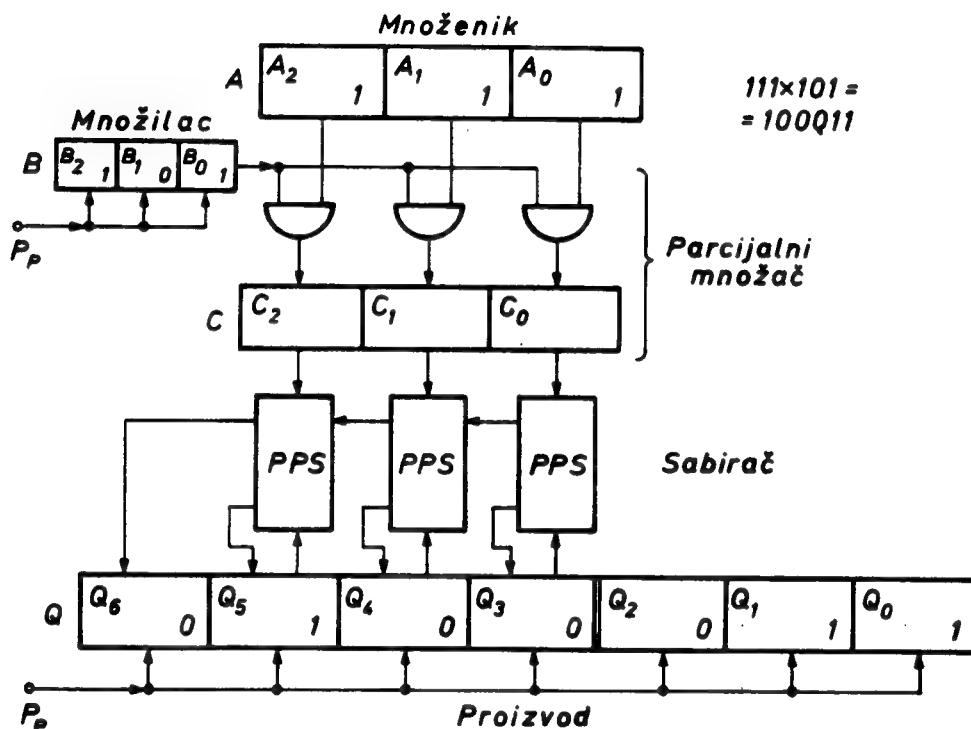 Množenik
A A2 1 A1 1 A0 1
111×101 =
= 100Q11
Množilac
B B2 1 B1 0 B0 1
Pp
Parcijalni
množač
C C2 C1 C0
PPS PPS PPS
Sabirač
Q Q6 0 Q5 1 Q4 0 Q3 0 Q2 0 Q1 1 Q0 1
Pp
Proizvod